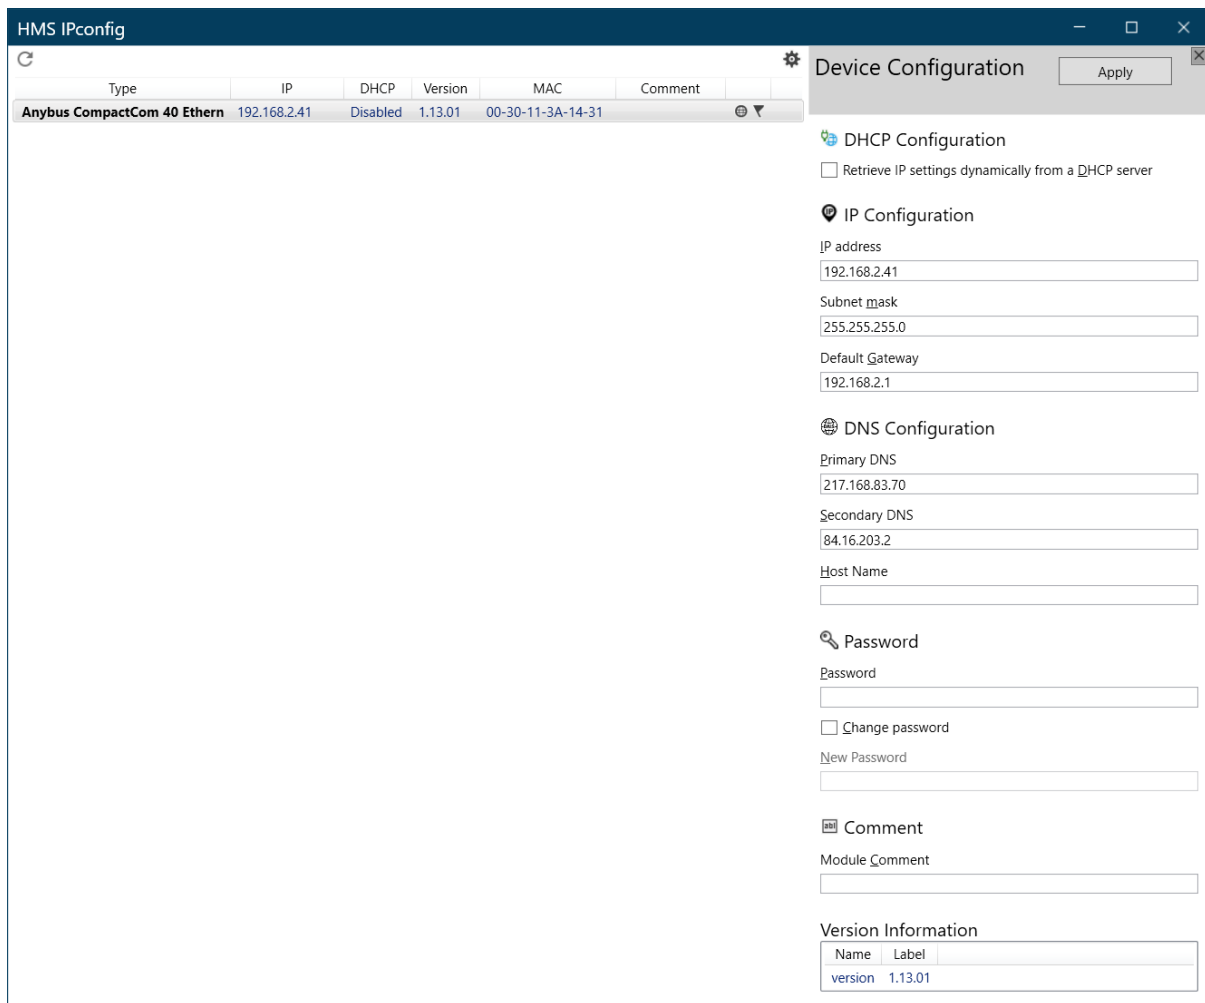 HMS IPconfig
Type IP DHCP Version MAC Comment
Anybus CompactCom 40 Ethern 192.168.2.41 Disabled 1.13.01 00-30-11-3A-14-31
Device Configuration
Apply
DHCP Configuration
Retrieve IP settings dynamically from a DHCP server
IP Configuration
IP address
192.168.2.41
Subnet mask
255.255.255.0
Default Gateway
192.168.2.1
DNS Configuration
Primary DNS
217.168.83.70
Secondary DNS
84.16.203.2
Host Name
Password
Password
Change password
New Password
Comment
Module Comment
Version Information
Name Label
version 1.13.01